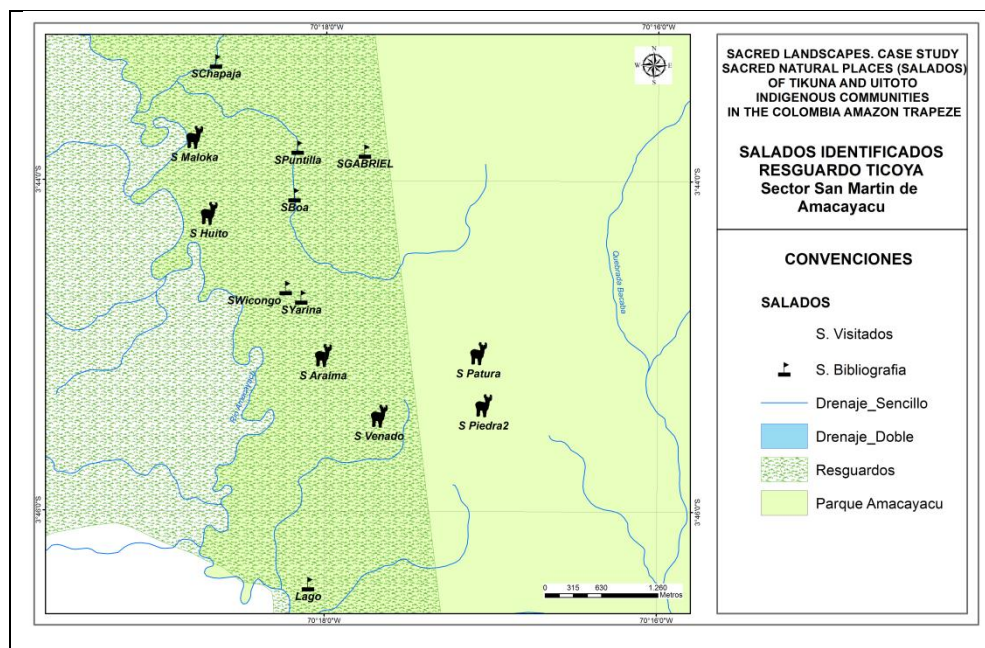 70°18'0"W
70°16'0"W
SChapaja
N
W
E
S
S Maloka
SPuntilla
SGABRIEL
3°44'0"S
3°44'0"S
SBoa
S Huito
Quebrada Bacaba
SWicongo
SYarina
S Araima
S Patura
Rio Amacayacu
S Venado
S Piedra2
3°46'0"S
3°46'0"S
Lago
0 315 630 1.260
Metros
70°18'0"W
70°16'0"W
SACRED LANDSCAPES. CASE STUDY
SACRED NATURAL PLACES (SALADOS)
OF TIKUNA AND UITOTO
INDIGENOUS COMMUNITIES
IN THE COLOMBIA AMAZON TRAPEZE
SALADOS IDENTIFICADOS
RESGUARDO TICOYA
Sector San Martin de
Amacayacu
CONVENCIONES
SALADOS
S. Visitados
S. Bibliografia
Drenaje_Sencillo
Drenaje_Doble
Resguardos
Parque Amacayacu